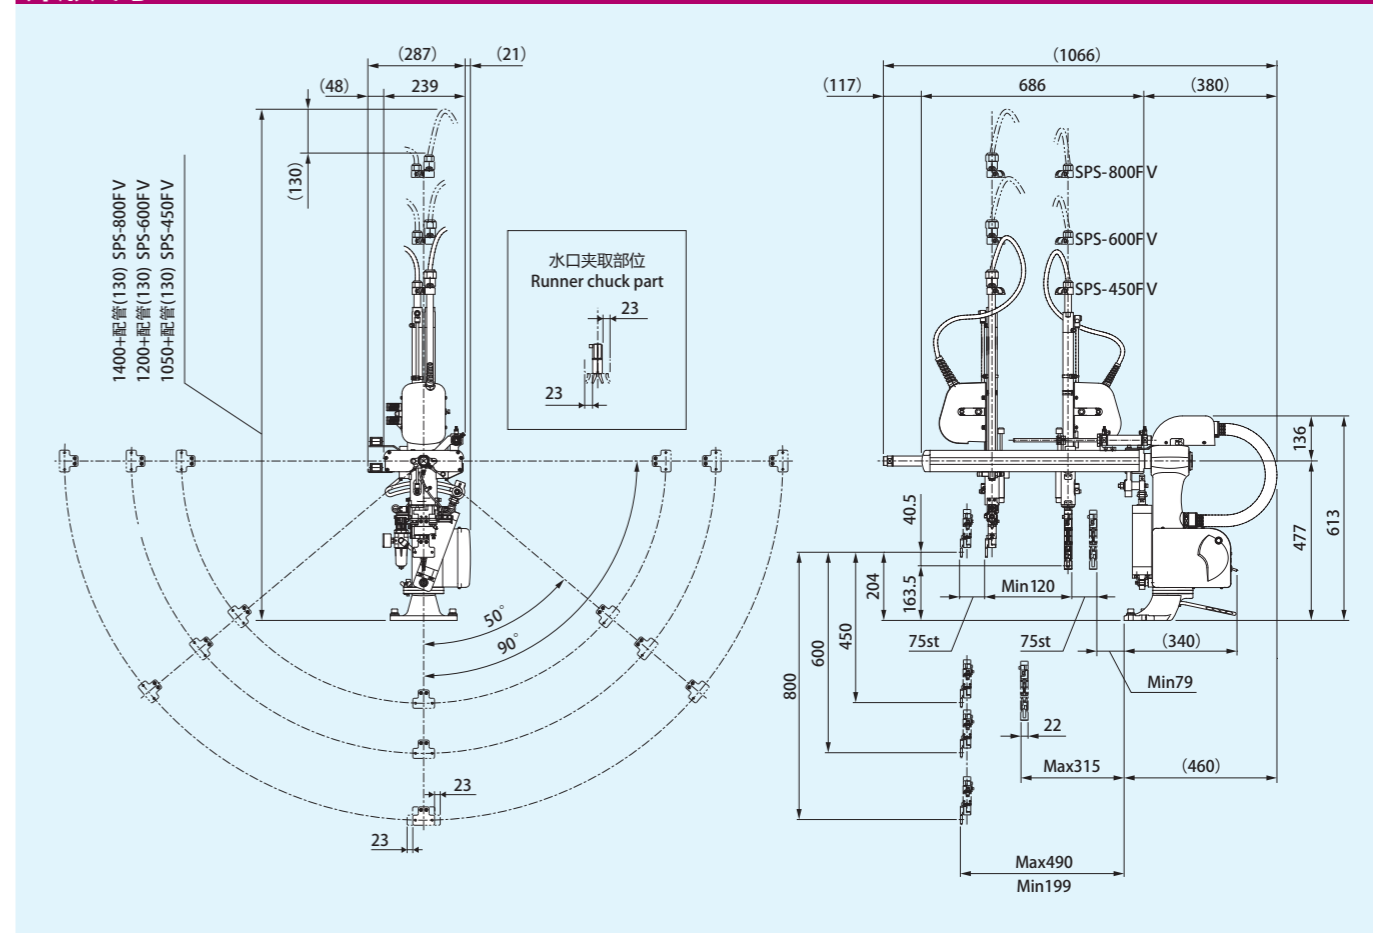 (287)
(21)
(48)
239
(130)
1400+配管(130) SPS-800FV
1200+配管(130) SPS-600FV
1050+配管(130) SPS-450FV
水口夹取部位
Runner chuck part
23
23
50°
90°
23
23
(1066)
(117)
686
(380)
SPS-800FV
SPS-600FV
SPS-450FV
136
40.5
477
613
204
163.5
Min120
75st
75st
(340)
Min79
450
600
800
22
Max315
(460)
Max490
Min199